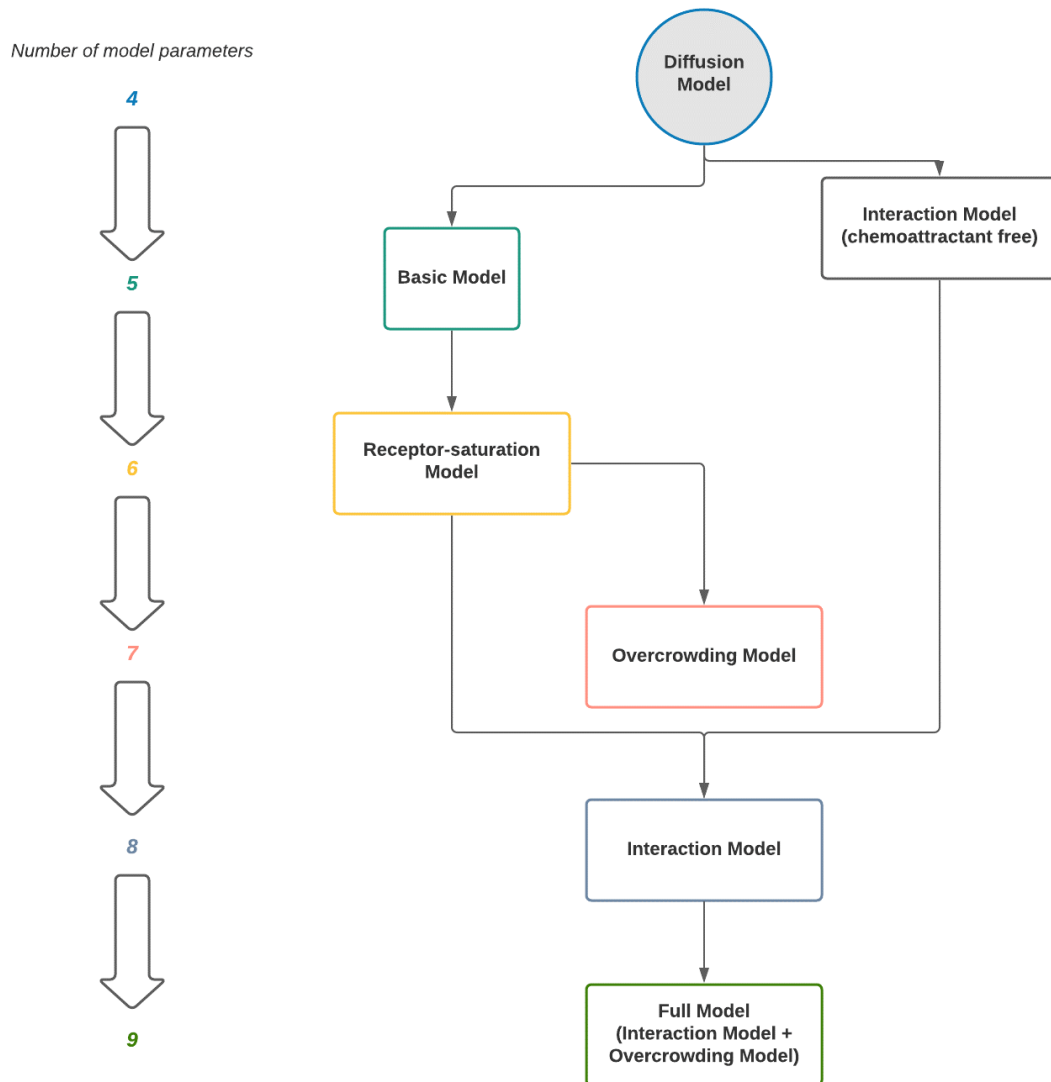 Number of model parameters
Diffusion
Model
4
Interaction Model
(chemoattractant free)
Basic Model
5
Receptor-saturation
Model
6
7
Overcrowding Model
8
Interaction Model
Full Model
(Interaction Model +
Overcrowding Model)
9